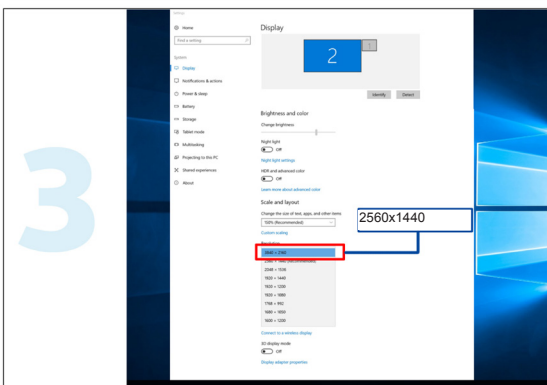 3
Home
Find a setting
System
Display
Notifications & actions
Power & sleep
Battery
Storage
Tablet mode
Multitasking
Projecting to this PC
Shared experiences
About
Display
2
1
Identify
Detect
Brightness and color
Change brightness
Night light
Off
Night light settings
HDR and advanced color
Off
Learn more about advanced color
Scale and layout
Change the size of text, apps, and other items
100% (Recommended)
Custom scaling
2560x1440
Resolution
2048 × 1536
1920 × 1440
1920 × 1200
1920 × 1080
1768 × 992
1680 × 1050
1600 × 1200
Connect to a wireless display
3D display mode
Off
Display adapter properties